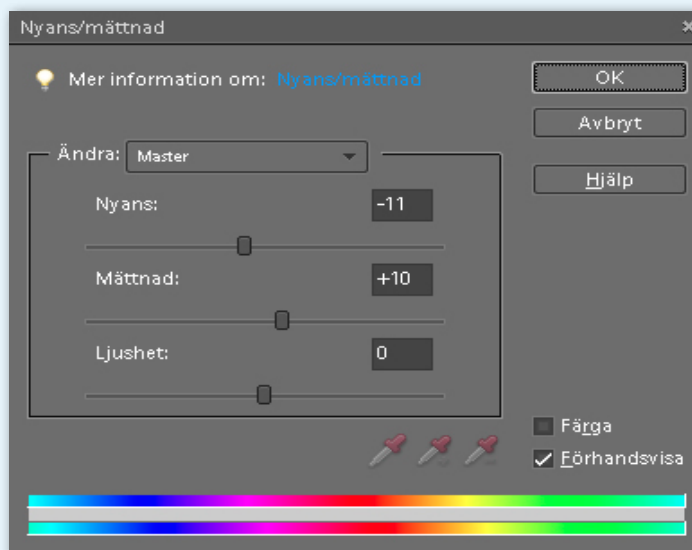 Nyans/mättnad
Mer information om: Nyans/mättnad
OK
Avbryt
Hjälp
Ändra: Master
Nyans: -11
Mättnad: +10
Ljushet: 0
Färga
Förhandsvisa